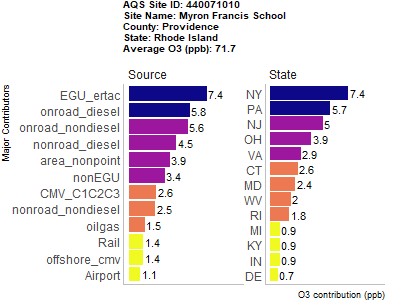 AQS Site ID: 440071010
Site Name: Myron Francis School
County: Providence
State: Rhode Island
Average O3 (ppb): 71.7
Major Contributors
Source
EGU_ertac 7.4
onroad_diesel 5.8
onroad_nondiesel 5.6
nonroad_diesel 4.5
area_nonpoint 3.9
nonEGU 3.4
CMV_C1C2C3 2.6
nonroad_nondiesel 2.5
oilgas 1.5
Rail 1.4
offshore_cmv 1.4
Airport 1.1
State
NY 7.4
PA 5.7
NJ 5
OH 3.9
VA 2.9
CT 2.6
MD 2.4
WV 2
RI 1.8
MI 0.9
KY 0.9
IN 0.9
DE 0.7
O3 contribution (ppb)